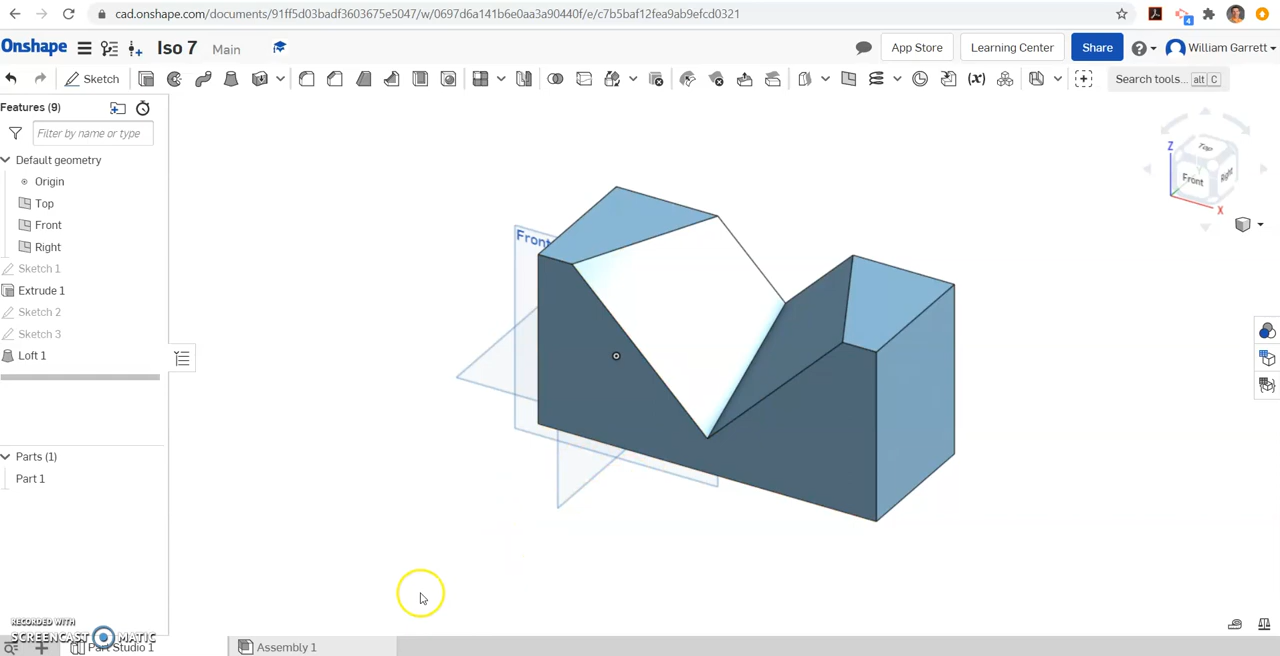 cad.onshape.com/documents/91ff5d03badf3603675e5047/w/0697d6a141b6e0aa3a90440f/e/c7b5baf12fea9ab9efcd0321
4
Onshape Iso 7 Main App Store Learning Center Share William Garrett
Sketch (x) Search tools... alt C
Features (9)
Filter by name or type
Default geometry
Origin
Top
Front
Right
Sketch 1
Extrude 1
Sketch 2
Sketch 3
Loft 1
Parts (1)
Part 1
Front
Z
Top
Front
Right
X
RECORDED WITH
SCREENCAST MATIC
Part Studio 1
Assembly 1